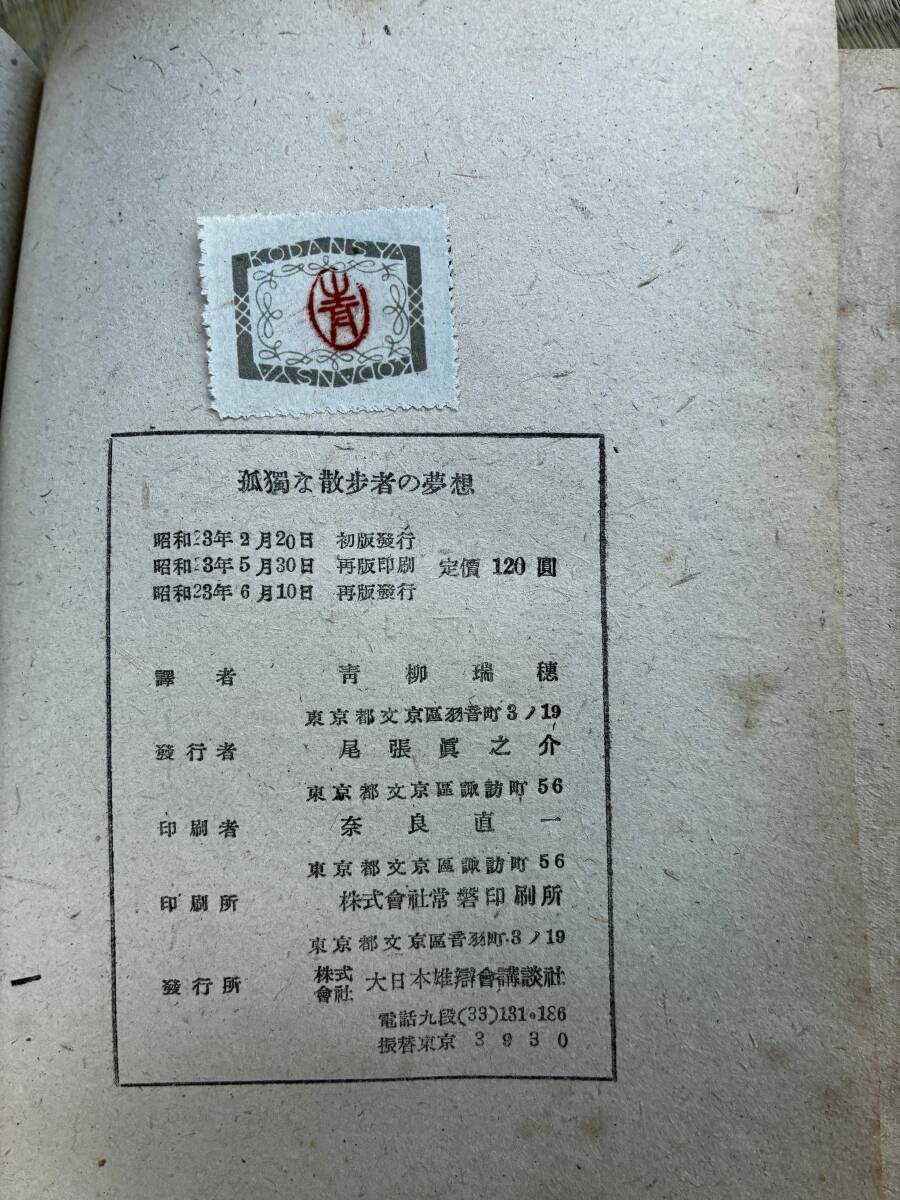 KODANSYA
青
KODANSYA
孤獨な散步者の夢想
昭和23年2月20日 初版發行
昭和23年5月30日 再版印刷 定價 120 圓
昭和23年6月10日 再版發行
譯者 靑柳瑞穗
東京都文京區羽音町3ノ19
發行者 尾張眞之介
東京都文京區諏訪町56
印刷者 奈良直一
東京都文京區諏訪町56
印刷所 株式會社常磐印刷所
東京都文京區音羽町3ノ19
發行所 株式會社 大日本雄辯會講談社
電話九段(33)131・186
振替東京 3930